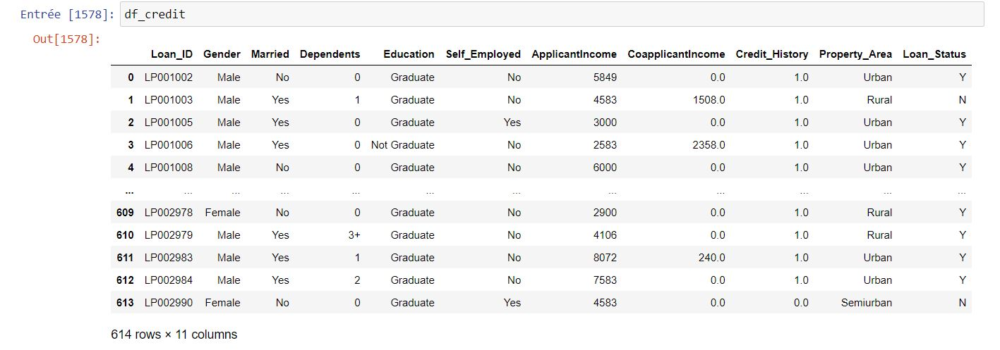 Entrée [1578]: df_credit
Out[1578]:
Loan_ID Gender Married Dependents Education Self_Employed ApplicantIncome CoapplicantIncome Credit_History Property_Area Loan_Status
0 LP001002 Male No 0 Graduate No 5849 0.0 1.0 Urban Y
1 LP001003 Male Yes 1 Graduate No 4583 1508.0 1.0 Rural N
2 LP001005 Male Yes 0 Graduate Yes 3000 0.0 1.0 Urban Y
3 LP001006 Male Yes 0 Not Graduate No 2583 2358.0 1.0 Urban Y
4 LP001008 Male No 0 Graduate No 6000 0.0 1.0 Urban Y
... ... ... ... ... ... ... ... ... ... ... ...
609 LP002978 Female No 0 Graduate No 2900 0.0 1.0 Rural Y
610 LP002979 Male Yes 3+ Graduate No 4106 0.0 1.0 Rural Y
611 LP002983 Male Yes 1 Graduate No 8072 240.0 1.0 Urban Y
612 LP002984 Male Yes 2 Graduate No 7583 0.0 1.0 Urban Y
613 LP002990 Female No 0 Graduate Yes 4583 0.0 0.0 Semiurban N
614 rows × 11 columns